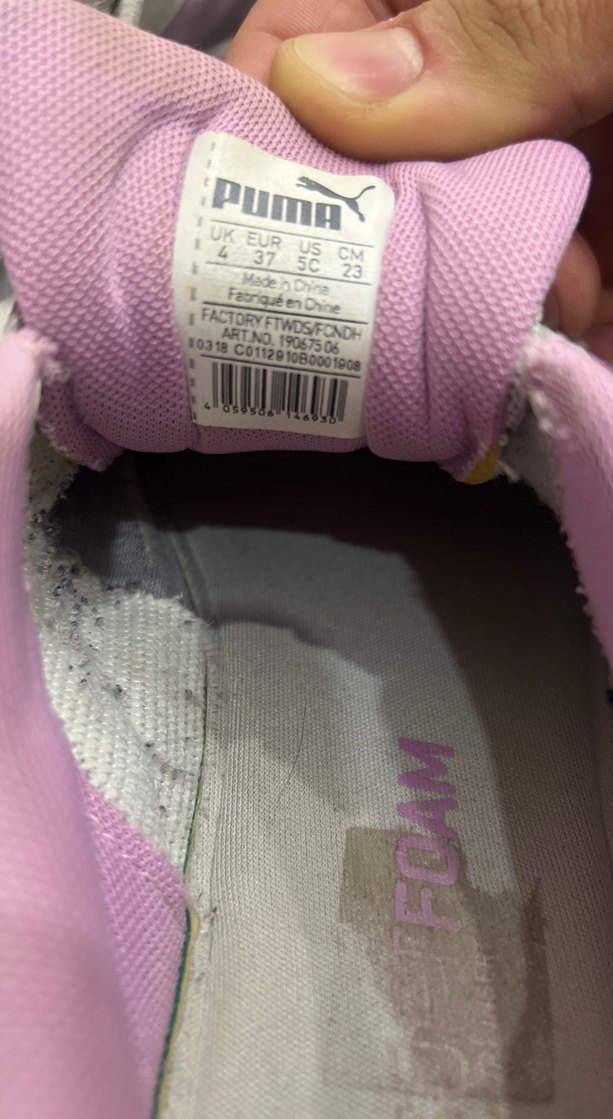 PUMA
UK EUR US CM
4 37 5C 23
Made in China
Fabriqué en Chine
FACTORY FTWDS/FCNDH
ART.NO. 190675 06
0318 C0112910B0001908
4 059506 146930
FOAM